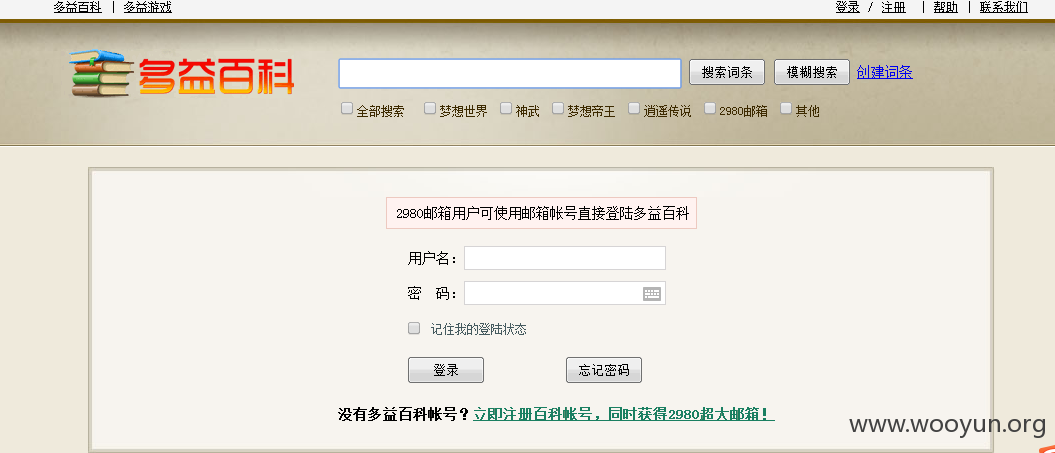 多益百科 | 多益游戏 登录 / 注册 | 帮助 | 联系我们
多益百科 搜索词条 模糊搜索 创建词条
全部搜索 梦想世界 神武 梦想帝王 逍遥传说 2980邮箱 其他
2980邮箱用户可使用邮箱帐号直接登陆多益百科
用户名：
密 码：
记住我的登陆状态
登录 忘记密码
没有多益百科帐号？立即注册百科帐号，同时获得2980超大邮箱！
www.wooyun.org